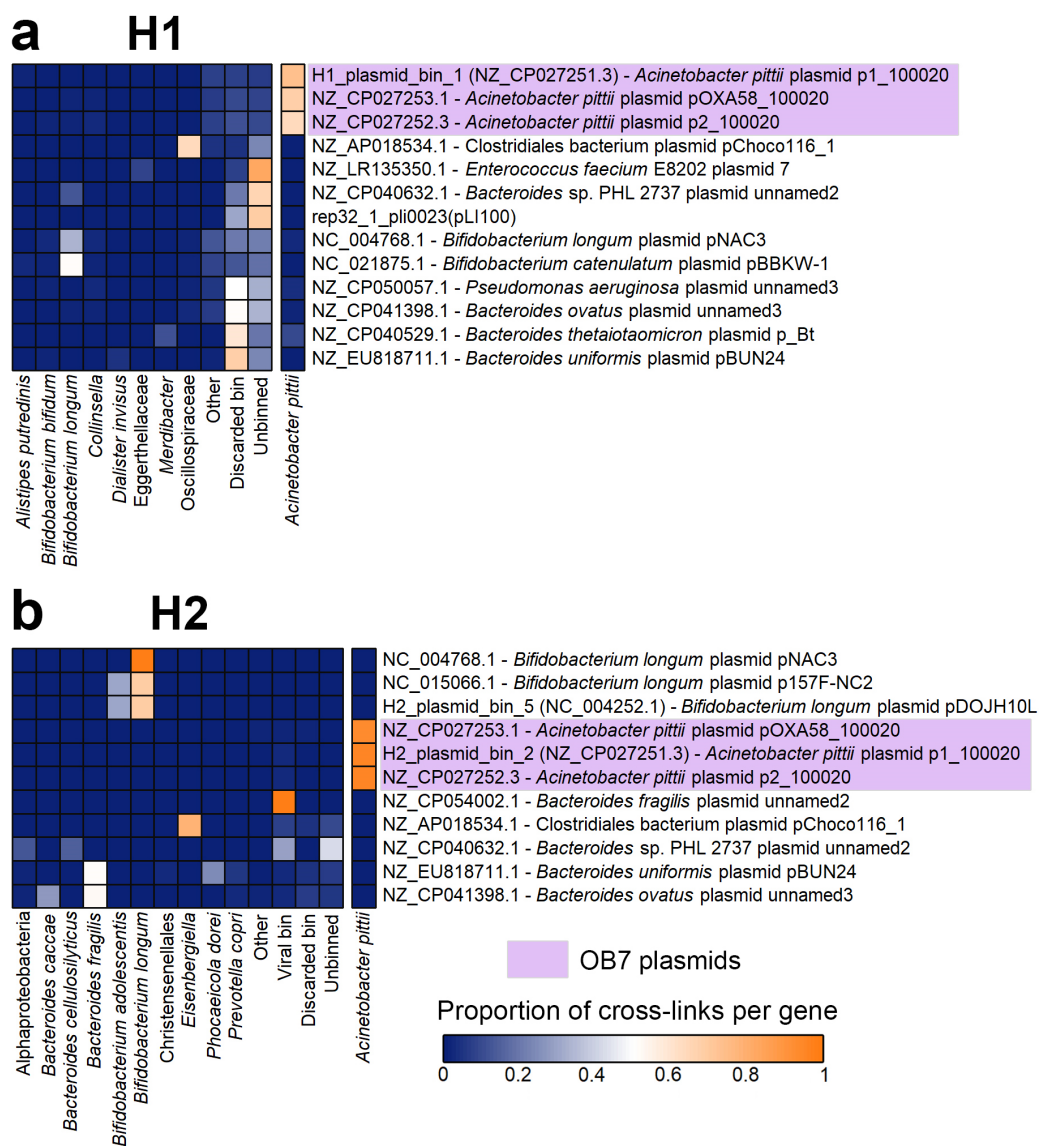 a H1
H1_plasmid_bin_1 (NZ_CP027251.3) - Acinetobacter pittii plasmid p1_100020
NZ_CP027253.1 - Acinetobacter pittii plasmid pOXA58_100020
NZ_CP027252.3 - Acinetobacter pittii plasmid p2_100020
NZ_AP018534.1 - Clostridiales bacterium plasmid pChoco116_1
NZ_LR135350.1 - Enterococcus faecium E8202 plasmid 7
NZ_CP040632.1 - Bacteroides sp. PHL 2737 plasmid unnamed2
rep32_1_pli0023(pLI100)
NC_004768.1 - Bifidobacterium longum plasmid pNAC3
NC_021875.1 - Bifidobacterium catenulatum plasmid pBBKW-1
NZ_CP050057.1 - Pseudomonas aeruginosa plasmid unnamed3
NZ_CP041398.1 - Bacteroides ovatus plasmid unnamed3
NZ_CP040529.1 - Bacteroides thetaiotaomicron plasmid p_Bt
NZ_EU818711.1 - Bacteroides uniformis plasmid pBUN24
Alistipes putredinis
Bifidobacterium bifidum
Bifidobacterium longum
Collinsella
Dialister invisus
Eggerthellaceae
Merdibacter
Oscillospiraceae
Other
Discarded bin
Unbinned
Acinetobacter pittii
b H2
NC_004768.1 - Bifidobacterium longum plasmid pNAC3
NC_015066.1 - Bifidobacterium longum plasmid p157F-NC2
H2_plasmid_bin_5 (NC_004252.1) - Bifidobacterium longum plasmid pDOJH10L
NZ_CP027253.1 - Acinetobacter pittii plasmid pOXA58_100020
H2_plasmid_bin_2 (NZ_CP027251.3) - Acinetobacter pittii plasmid p1_100020
NZ_CP027252.3 - Acinetobacter pittii plasmid p2_100020
NZ_CP054002.1 - Bacteroides fragilis plasmid unnamed2
NZ_AP018534.1 - Clostridiales bacterium plasmid pChoco116_1
NZ_CP040632.1 - Bacteroides sp. PHL 2737 plasmid unnamed2
NZ_EU818711.1 - Bacteroides uniformis plasmid pBUN24
NZ_CP041398.1 - Bacteroides ovatus plasmid unnamed3
Alphaproteobacteria
Bacteroides caccae
Bacteroides cellulosilyticus
Bacteroides fragilis
Bifidobacterium adolescentis
Bifidobacterium longum
Christensenellales
Eisenbergiella
Phocaeicola dorei
Prevotella copri
Other
Viral bin
Discarded bin
Unbinned
Acinetobacter pittii
OB7 plasmids
Proportion of cross-links per gene
0 0.2 0.4 0.6 0.8 1